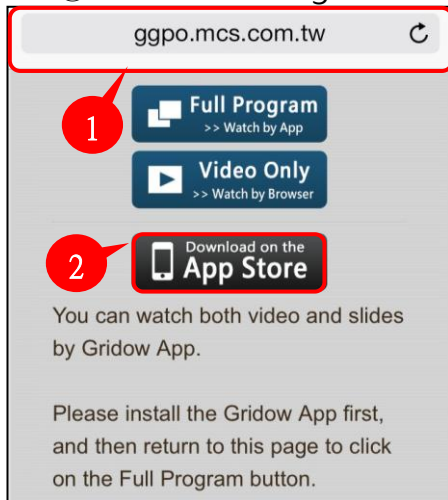 ggpo.mcs.com.tw
1
Full Program
>> Watch by App
Video Only
>> Watch by Browser
2
Download on the
App Store
You can watch both video and slides
by Gridow App.
Please install the Gridow App first,
and then return to this page to click
on the Full Program button.